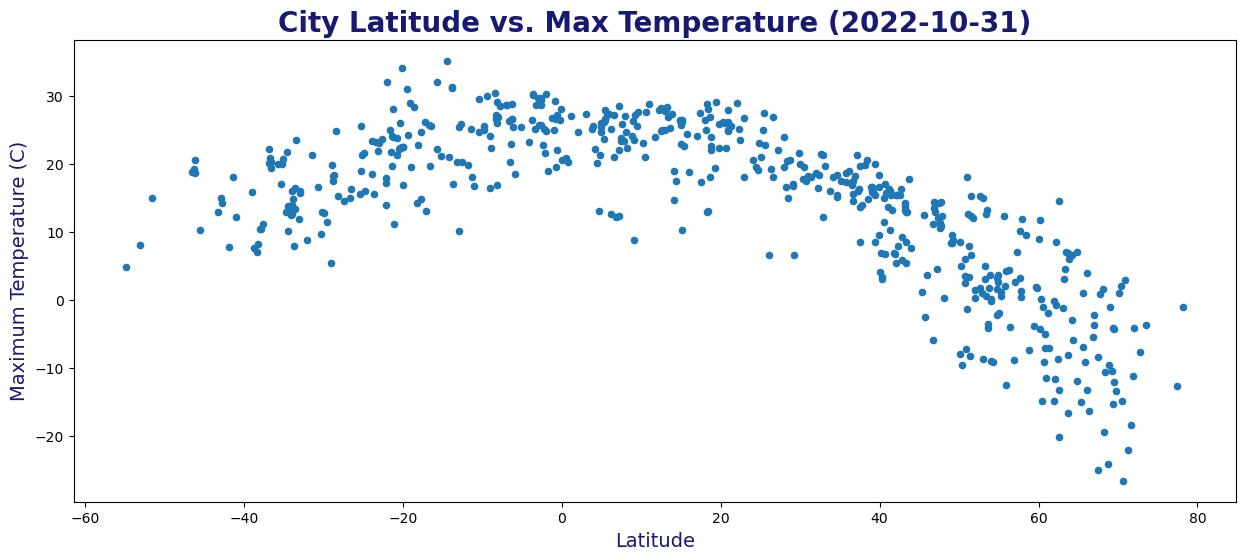 City Latitude vs. Max Temperature (2022-10-31)
Maximum Temperature (C)
30
20
10
0
−10
−20
−60 −40 −20 0 20 40 60 80
Latitude